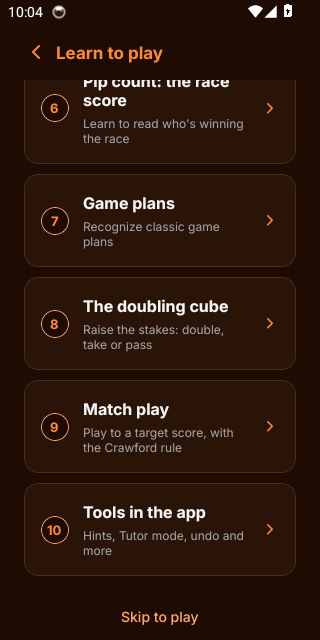 10:04
Learn to play
Pip count: the race
score
6
Learn to read who's winning
the race
Game plans
7
Recognize classic game
plans
The doubling cube
8
Raise the stakes: double,
take or pass
Match play
9
Play to a target score, with
the Crawford rule
Tools in the app
10
Hints, Tutor mode, undo and
more
Skip to play